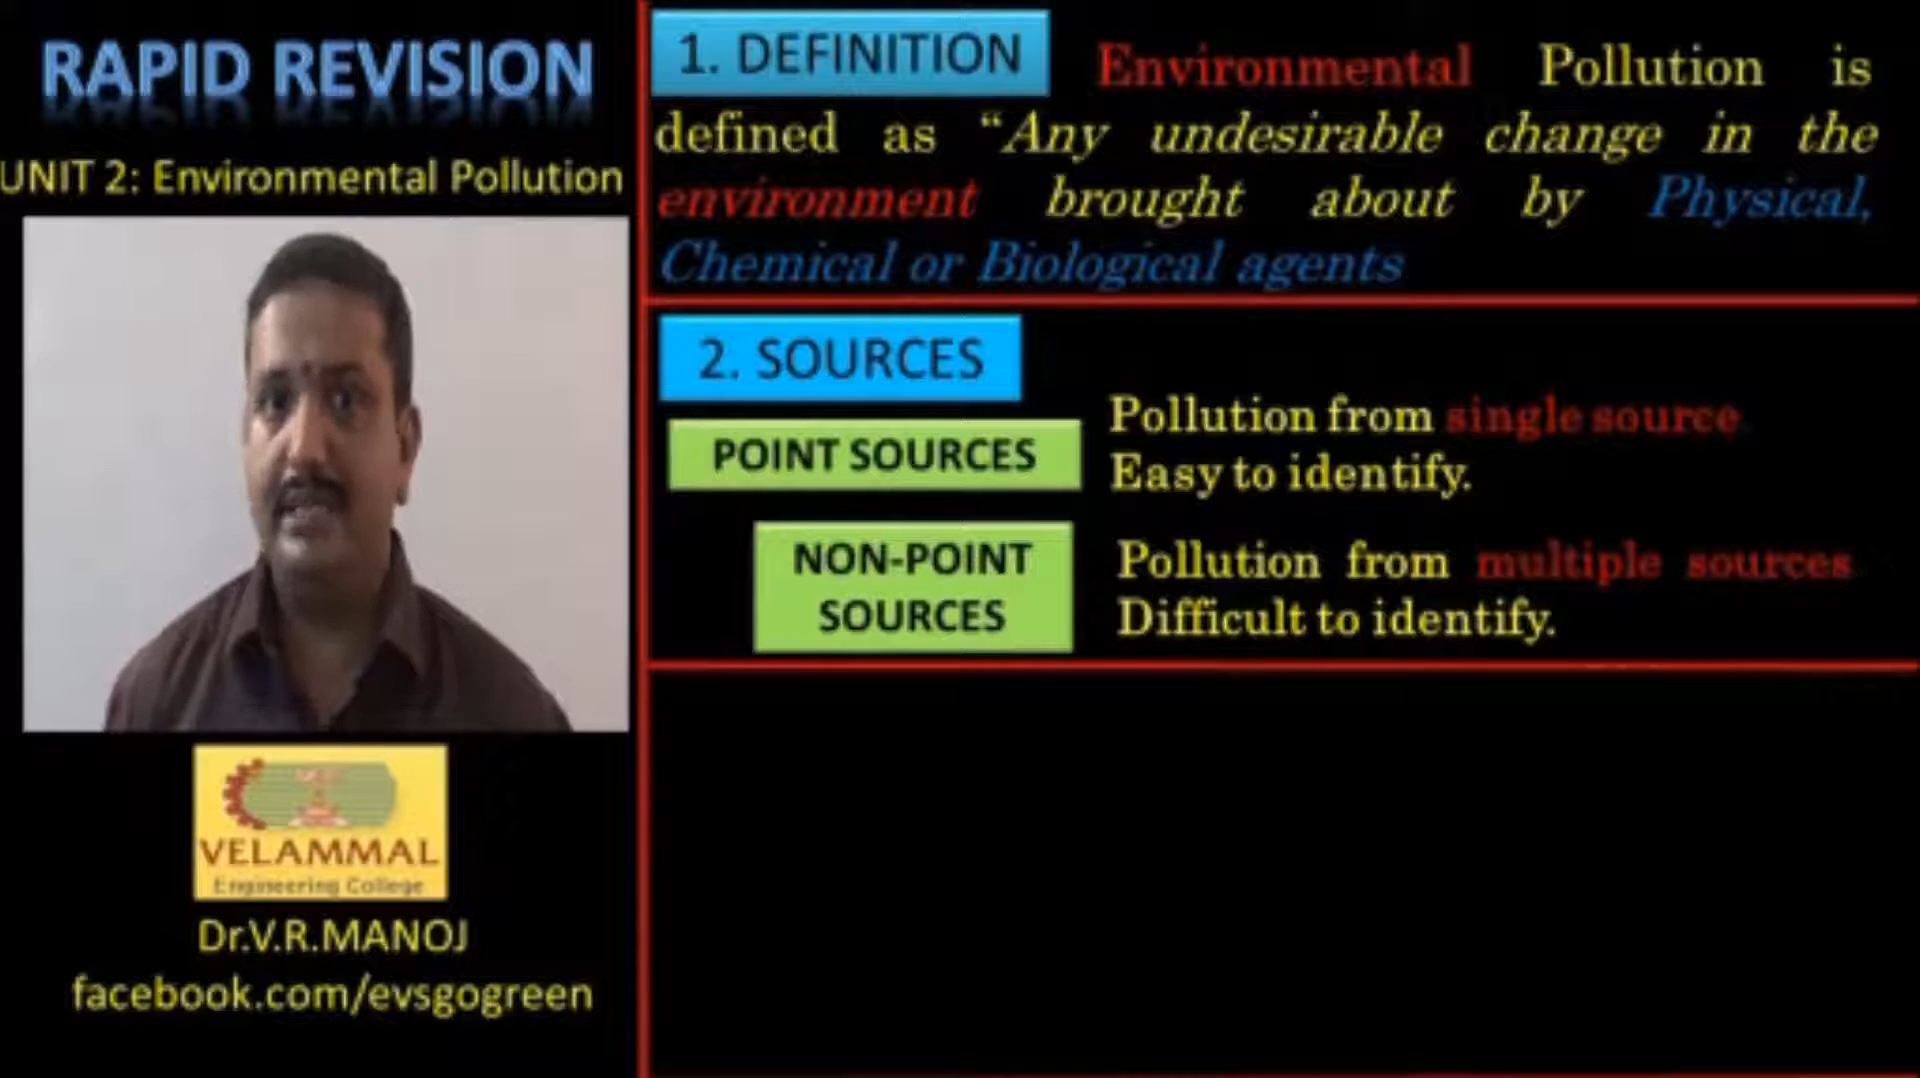 RAPID REVISION
UNIT 2: Environmental Pollution
VELAMMAL
Engineering College
Dr.V.R.MANOJ
facebook.com/evsgogreen
1. DEFINITION Environmental Pollution is
defined as “Any undesirable change in the
environment brought about by Physical,
Chemical or Biological agents
2. SOURCES
POINT SOURCES
Pollution from single source
Easy to identify.
NON-POINT
SOURCES
Pollution from multiple sources
Difficult to identify.